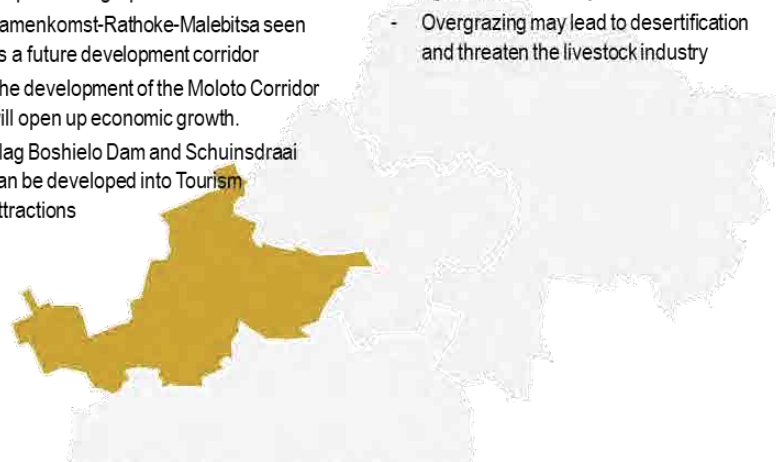 amenkomst-Rathoke-Malebitsa seen
s a future development corridor
he development of the Moloto Corridor
ill open up economic growth.
lag Boshielo Dam and Schuinsdraai
an be developed into Tourism
ttractions
- Overgrazing may lead to desertification
and threaten the livestock industry